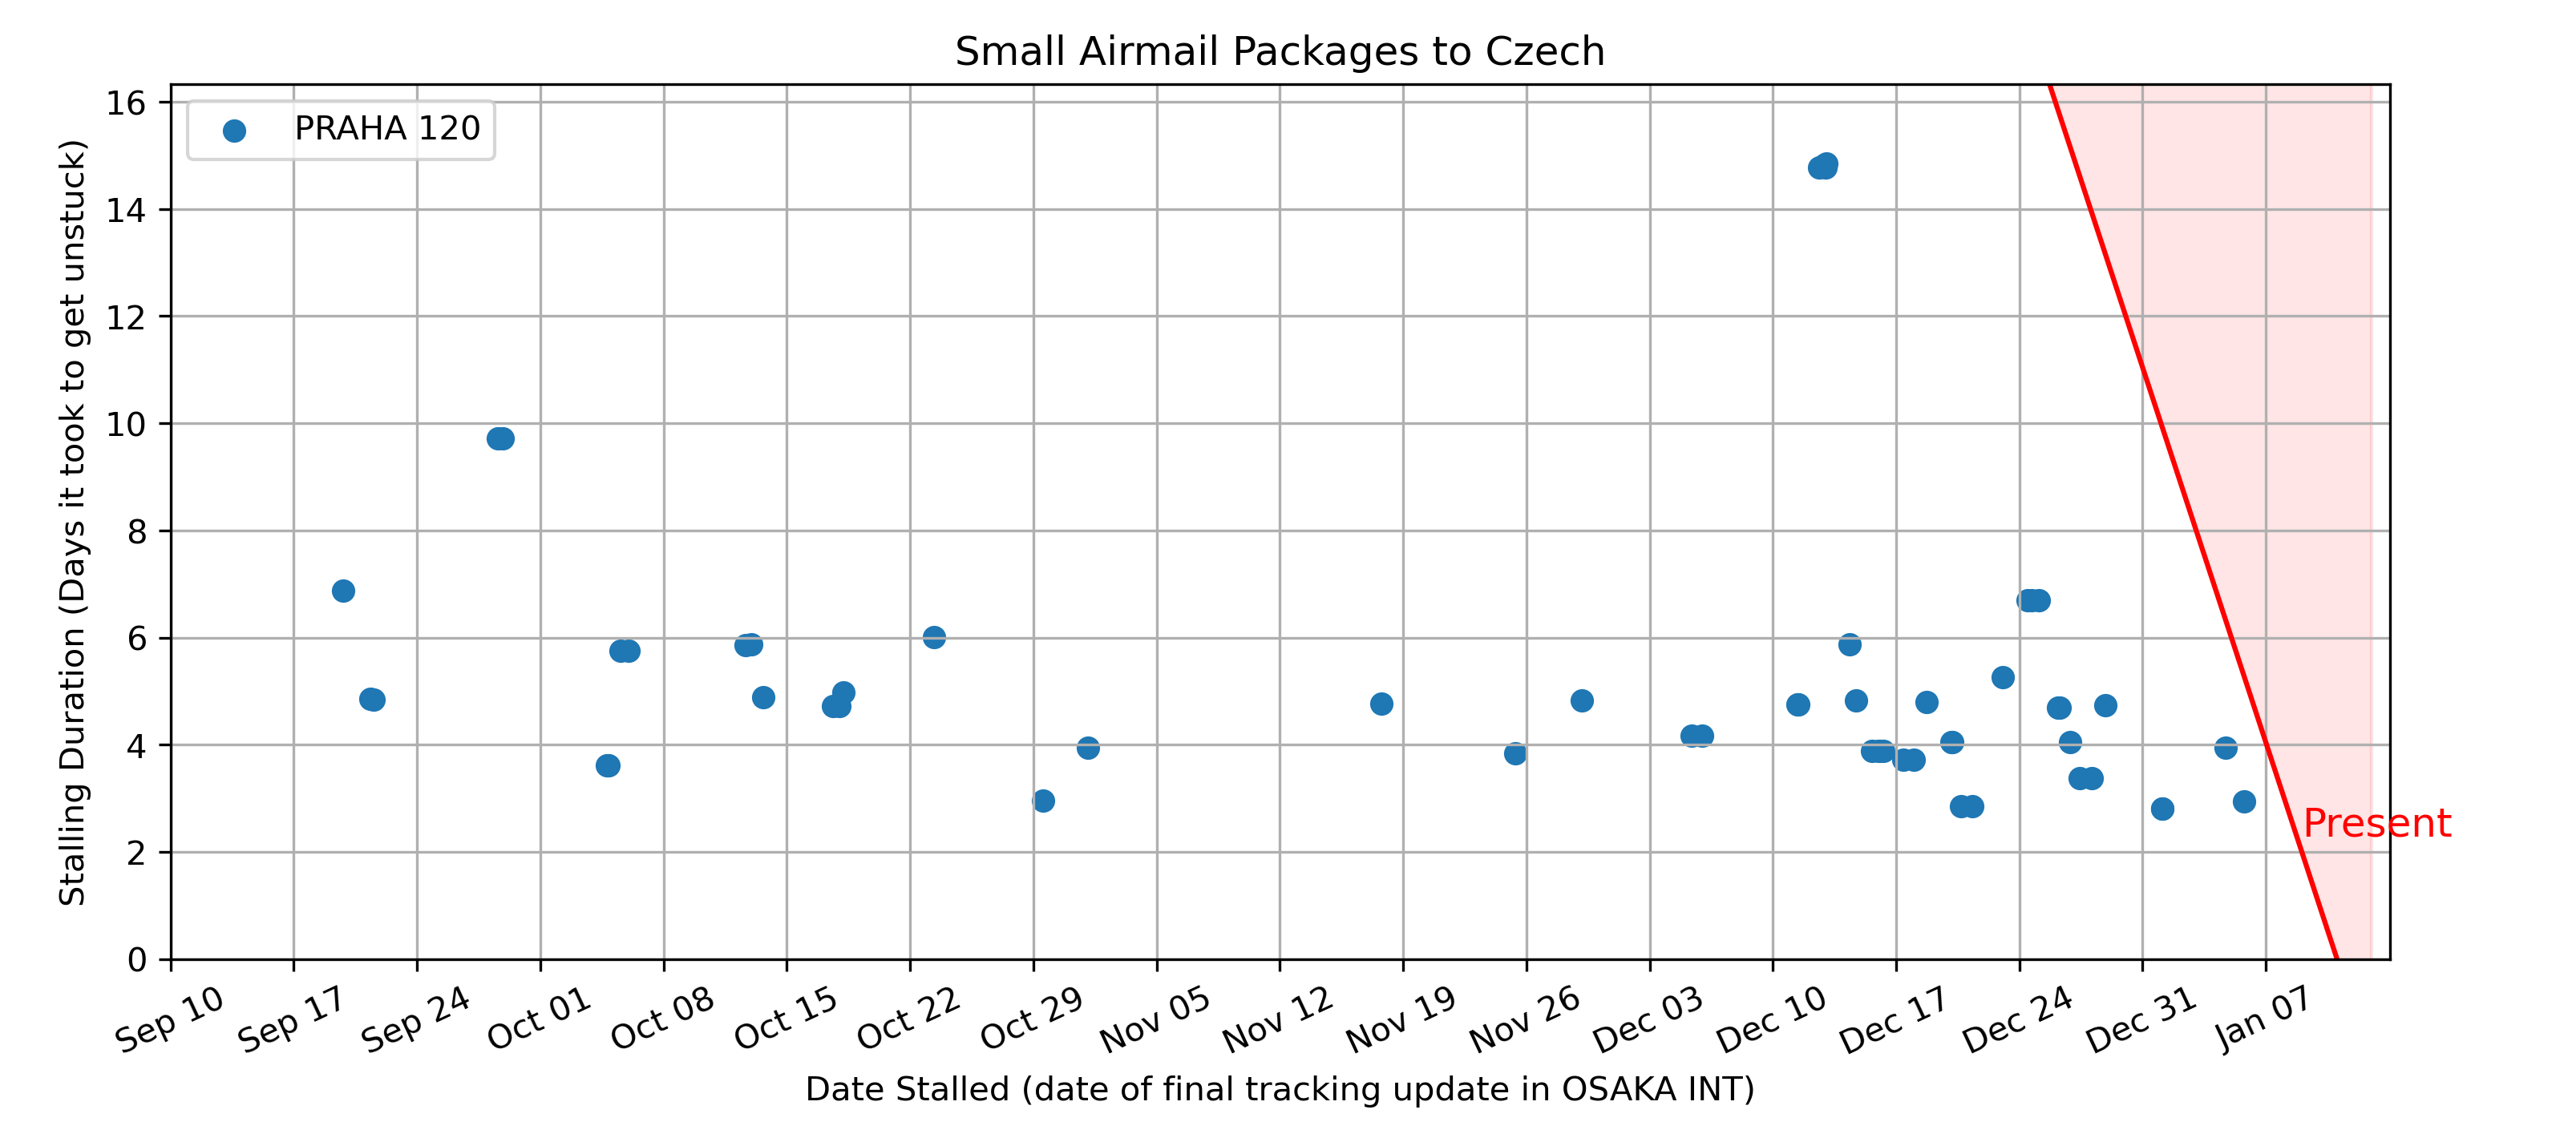 Small Airmail Packages to Czech
PRAHA 120
Stalling Duration (Days it took to get unstuck)
16
14
12
10
8
6
4
2
0
Present
Sep 10
Sep 17
Sep 24
Oct 01
Oct 08
Oct 15
Oct 22
Oct 29
Nov 05
Nov 12
Nov 19
Nov 26
Dec 03
Dec 10
Dec 17
Dec 24
Dec 31
Jan 07
Date Stalled (date of final tracking update in OSAKA INT)